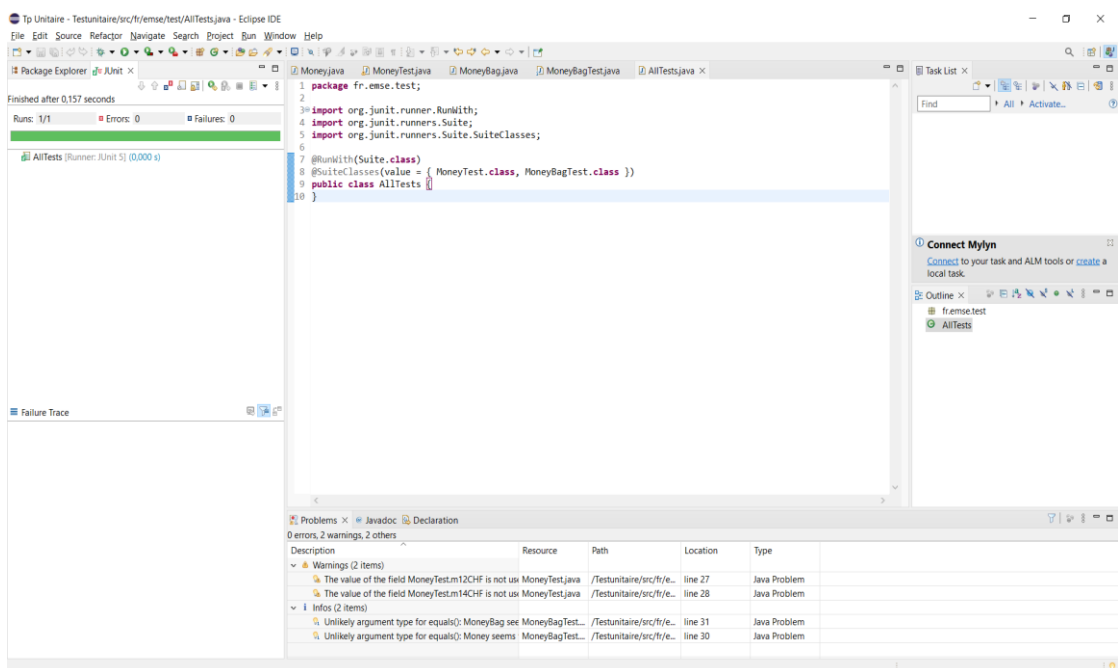 Tp Unitaire - Testunitaire/src/fr/emse/test/AllTests.java - Eclipse IDE
File Edit Source Refactor Navigate Search Project Run Window Help
Package Explorer JUnit
Finished after 0,157 seconds
Runs: 1/1 Errors: 0 Failures: 0
AllTests [Runner: JUnit 5] (0,000 s)
Failure Trace
Money.java MoneyTest.java MoneyBag.java MoneyBagTest.java AllTests.java
1 package fr.emse.test;
2
3 import org.junit.runner.RunWith;
4 import org.junit.runners.Suite;
5 import org.junit.runners.Suite.SuiteClasses;
6
7 @RunWith(Suite.class)
8 @SuiteClasses(value = { MoneyTest.class, MoneyBagTest.class })
9 public class AllTests {
10 }
Task List
Find All Activate...
Connect Mylyn
Connect to your task and ALM tools or create a
local task.
Outline
fr.emse.test
AllTests
Problems Javadoc Declaration
0 errors, 2 warnings, 2 others
Description Resource Path Location Type
Warnings (2 items)
The value of the field MoneyTest.m12CHF is not use MoneyTest.java /Testunitaire/src/fr/e... line 27 Java Problem
The value of the field MoneyTest.m14CHF is not use MoneyTest.java /Testunitaire/src/fr/e... line 28 Java Problem
Infos (2 items)
Unlikely argument type for equals(): MoneyBag see MoneyBagTest... /Testunitaire/src/fr/e... line 31 Java Problem
Unlikely argument type for equals(): Money seems MoneyBagTest... /Testunitaire/src/fr/e... line 30 Java Problem